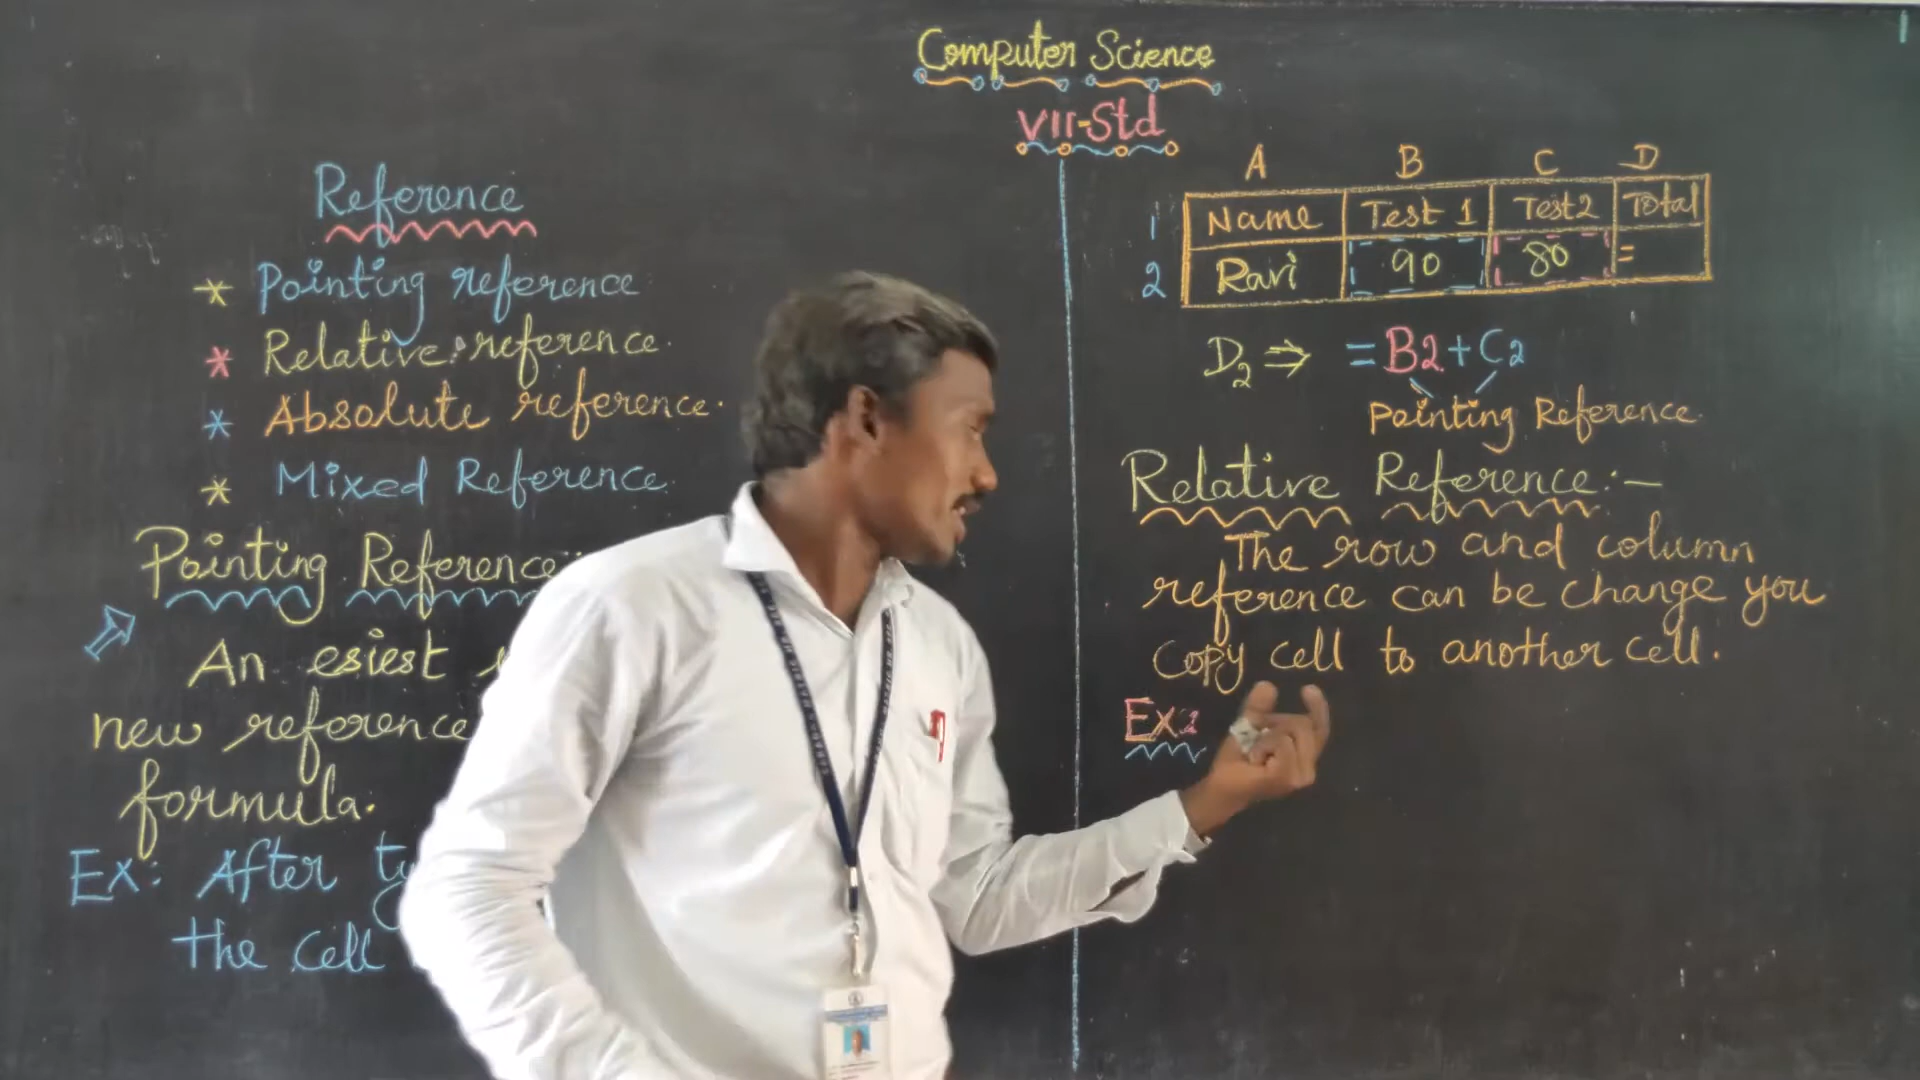 Computer Science
VII-Std
Reference
* Pointing reference
* Relative reference.
* Absolute reference.
* Mixed Reference.
Pointing Reference
An esiest
new reference
formula.
Ex: After
the cell
A B C D
1 Name Test 1 Test2 Total
2 Ravi 90 80 =
D2 ⇒ =B2+C2
Pointing Reference.
Relative Reference:-
The row and column
reference can be change you
copy cell to another cell.
Ex: